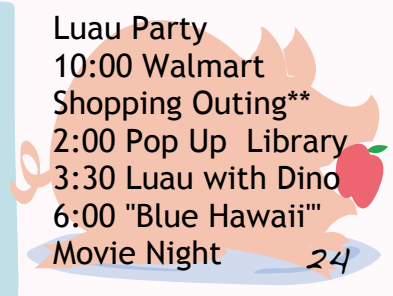 Luau Party
10:00 Walmart
Shopping Outing**
2:00 Pop Up  Library
3:30 Luau with Dino
6:00 "Blue Hawaii'"
Movie Night
24